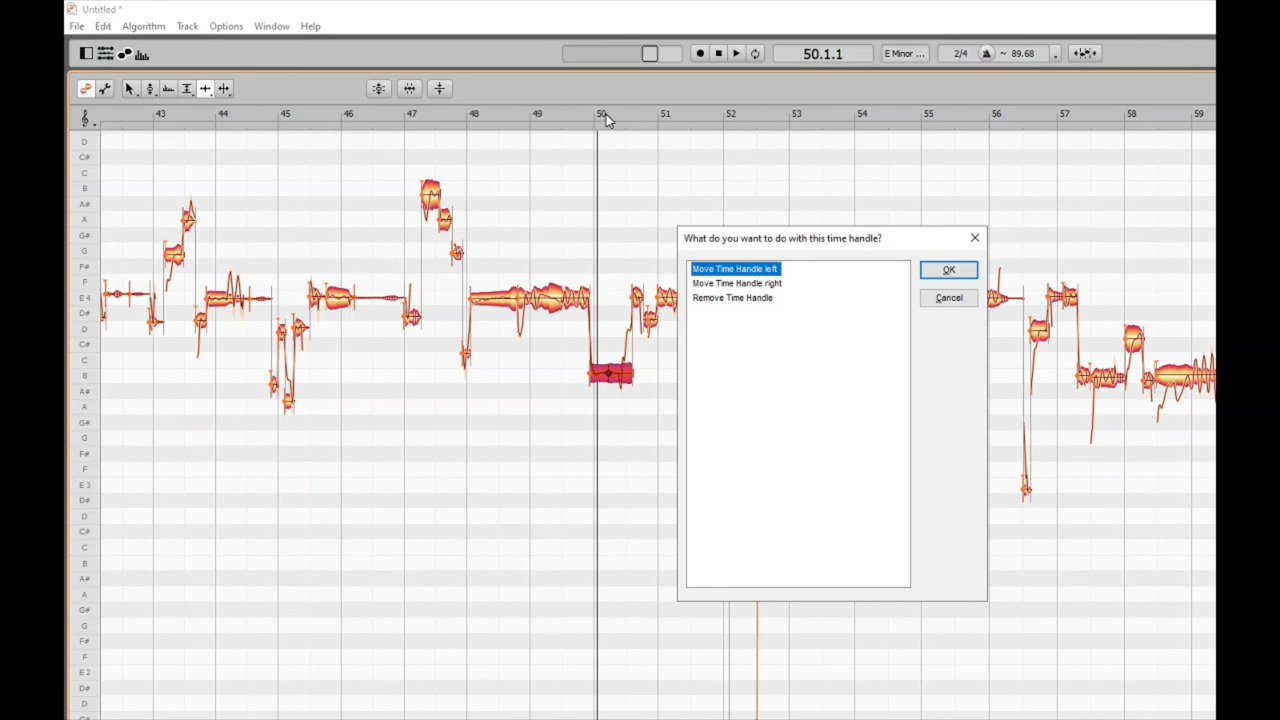 Untitled *
File Edit Algorithm Track Options Window Help
50.1.1 E Minor ... 2/4 ~ 89.68
43 44 45 46 47 48 49 50 51 52 53 54 55 56 57 58 59
D
C#
C
B
A#
A
G#
G
F#
F
E 4
D#
D
C#
C
B
A#
A
G#
G
F#
F
E 3
D#
D
C#
C
B
A#
A
G#
G
F#
F
E 2
D#
D
C#
What do you want to do with this time handle?
Move Time Handle left
Move Time Handle right
Remove Time Handle
OK
Cancel